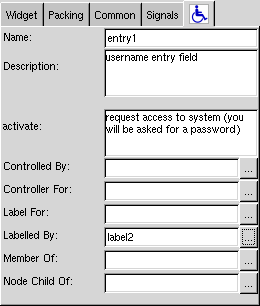 Widget Packing Common Signals
Name: entry1
Description: username entry field
activate: request access to system (you
will be asked for a password)
Controlled By: ...
Controller For: ...
Label For: ...
Labelled By: label2 ...
Member Of: ...
Node Child Of: ...